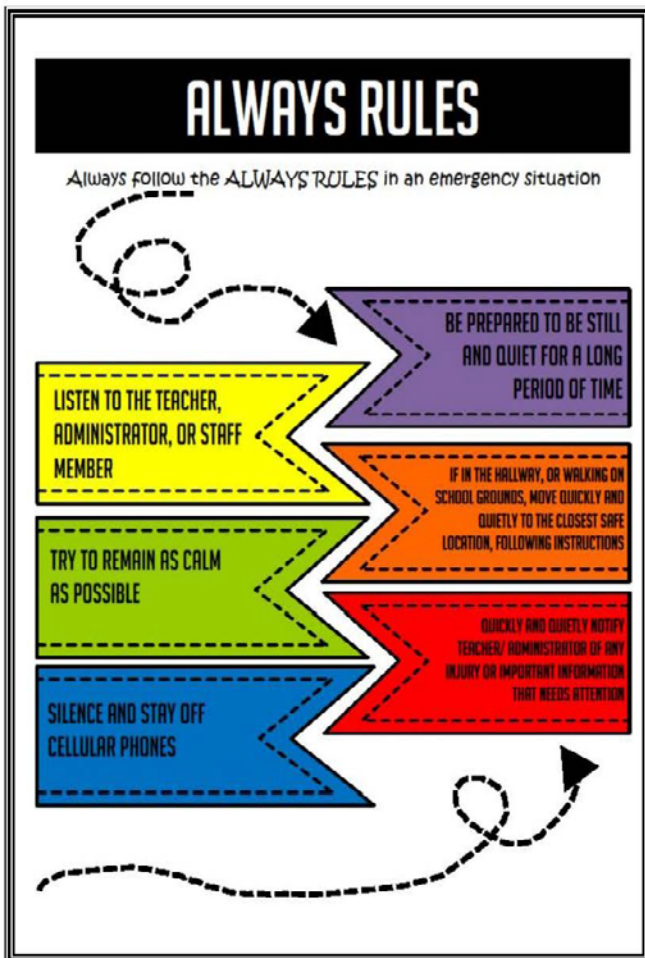 ALWAYS RULES
Always follow the ALWAYS RULES in an emergency situation
BE PREPARED TO BE STILL
AND QUIET FOR A LONG
PERIOD OF TIME
LISTEN TO THE TEACHER,
ADMINISTRATOR, OR STAFF
MEMBER
IF IN THE HALLWAY, OR WALKING ON
SCHOOL GROUNDS, MOVE QUICKLY AND
QUIETLY TO THE CLOSEST SAFE
LOCATION, FOLLOWING INSTRUCTIONS
TRY TO REMAIN AS CALM
AS POSSIBLE
QUICKLY AND QUIETLY NOTIFY
TEACHER/ ADMINISTRATOR OF ANY
INJURY OR IMPORTANT INFORMATION
THAT NEEDS ATTENTION
SILENCE AND STAY OFF
CELLULAR PHONES